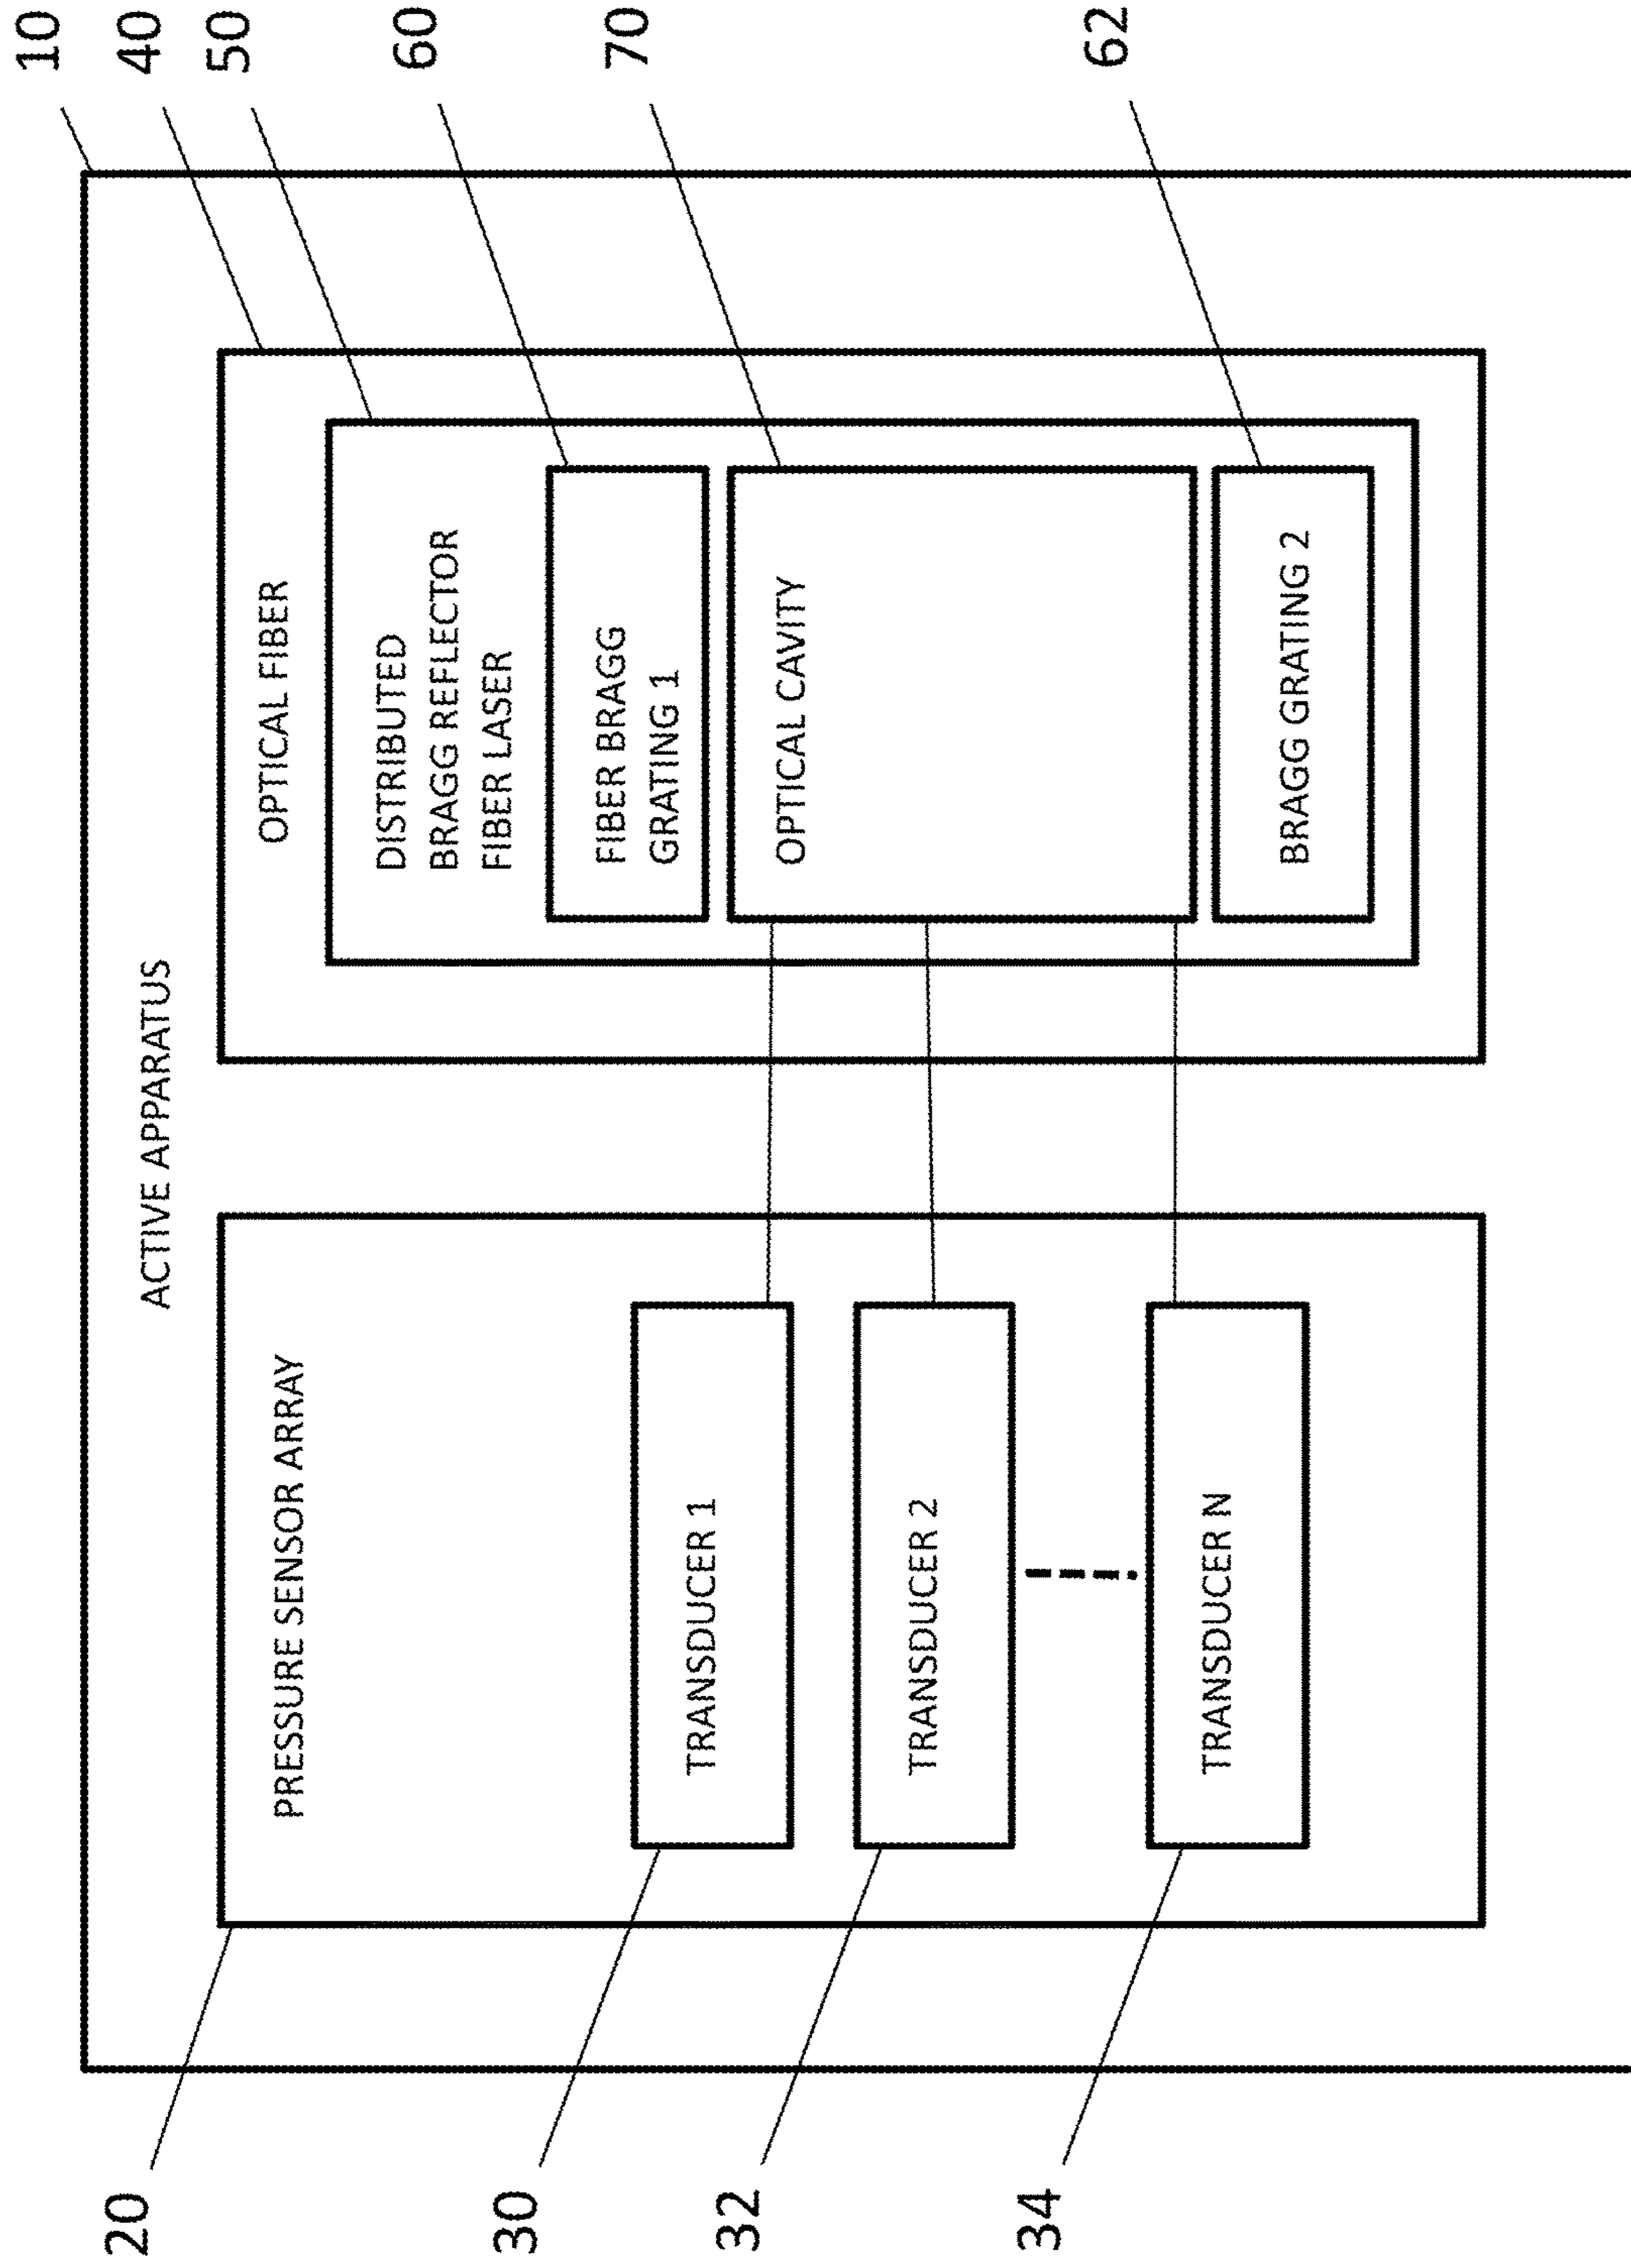 ACTIVE APPARATUS
PRESSURE SENSOR ARRAY
TRANSDUCER 1
TRANSDUCER 2
TRANSDUCER N
OPTICAL FIBER
DISTRIBUTED
BRAGG REFLECTOR
FIBER LASER
FIBER BRAGG
GRATING 1
OPTICAL CAVITY
BRAGG GRATING 2
20
30
32
34
10
40
50
60
70
62